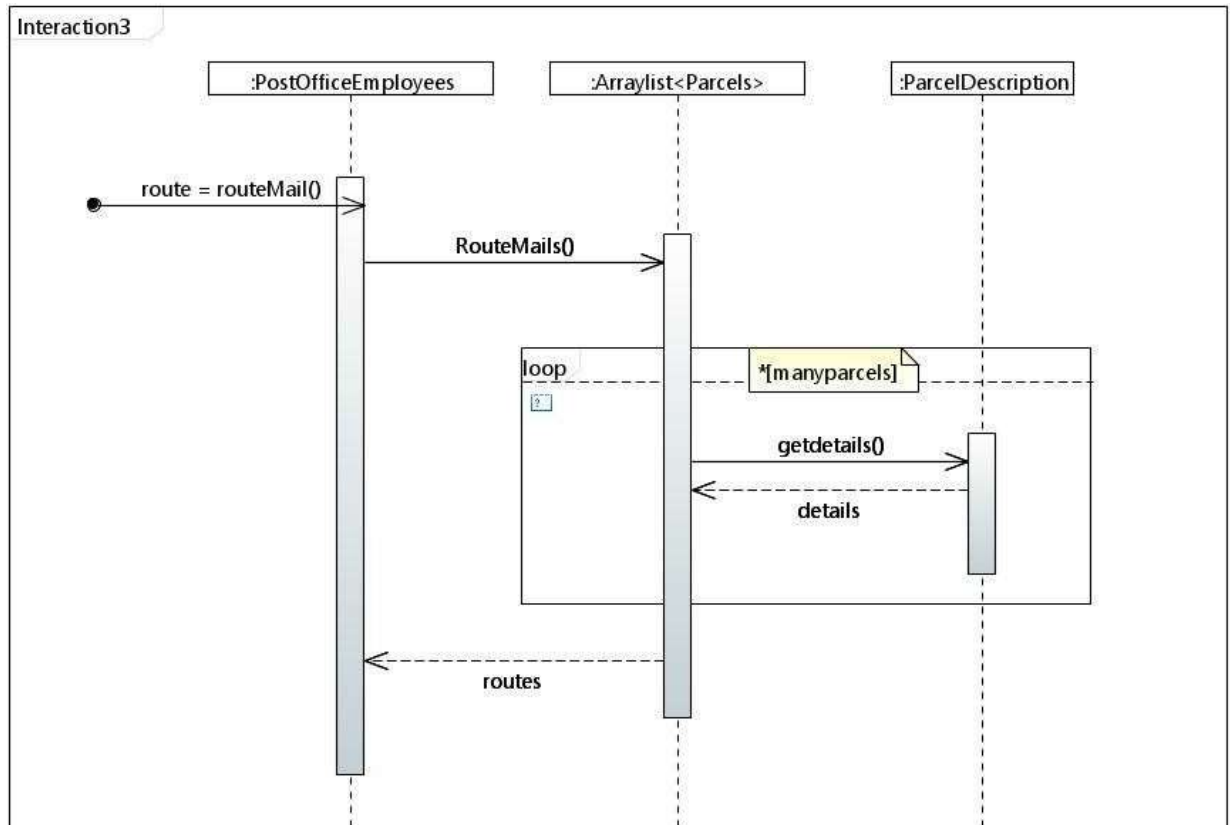 Interaction3
:PostOfficeEmployees
:Arraylist<Parcels>
:ParcelDescription
route = routeMail()
RouteMails()
loop
*[manyparcels]
?
getdetails()
details
routes